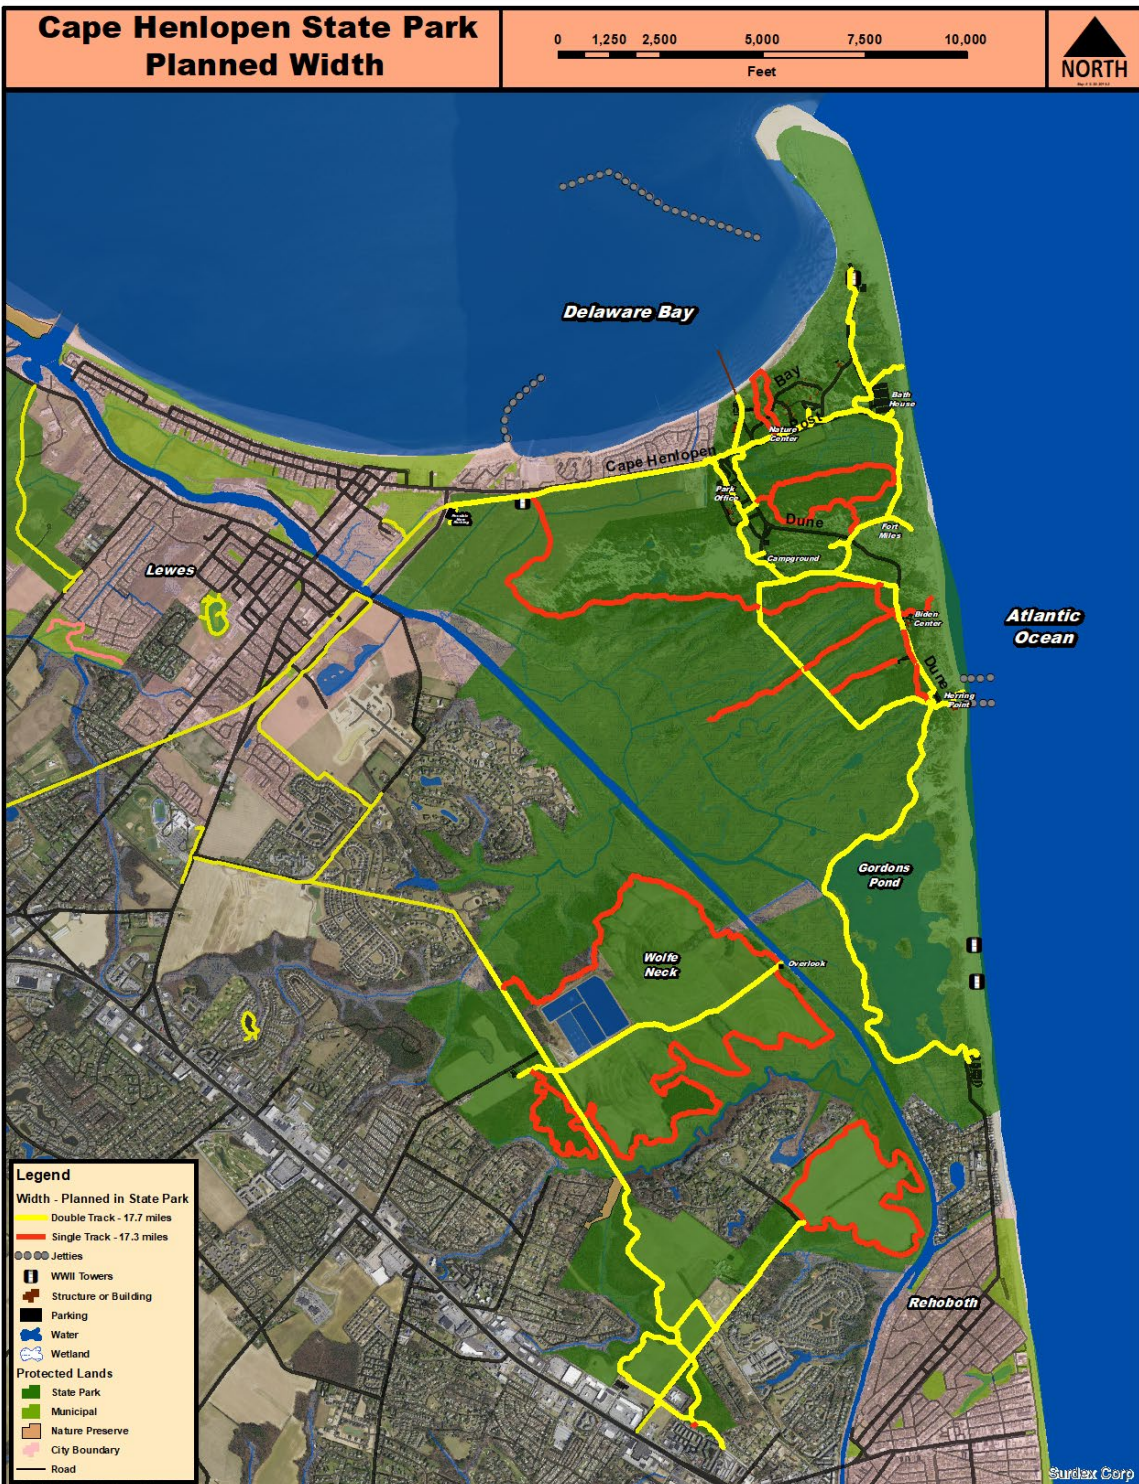 Cape Henlopen State Park
Planned Width
0 1,250 2,500 5,000 7,500 10,000
Feet
NORTH
Delaware Bay
Bay
Bath
House
Post
Nature
Center
Cape Henlopen
Park
Office
Dune
Fort
Miles
Campground
Lewes
Biden
Center
Atlantic
Ocean
Dune
Herring
Point
Gordons
Pond
Wolfe
Neck
Overlook
Rehoboth
Legend
Width - Planned in State Park
Double Track - 17.7 miles
Single Track - 17.3 miles
Jetties
WWII Towers
Structure or Building
Parking
Water
Wetland
Protected Lands
State Park
Municipal
Nature Preserve
City Boundary
Road
Surdex Corp